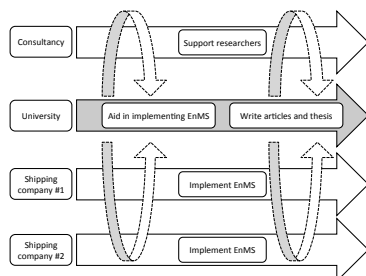 Consultancy
Support researchers
University
Aid in implementing EnMS
Write articles and thesis
Shipping
company #1
Implement EnMS
Shipping
company #2
Implement EnMS